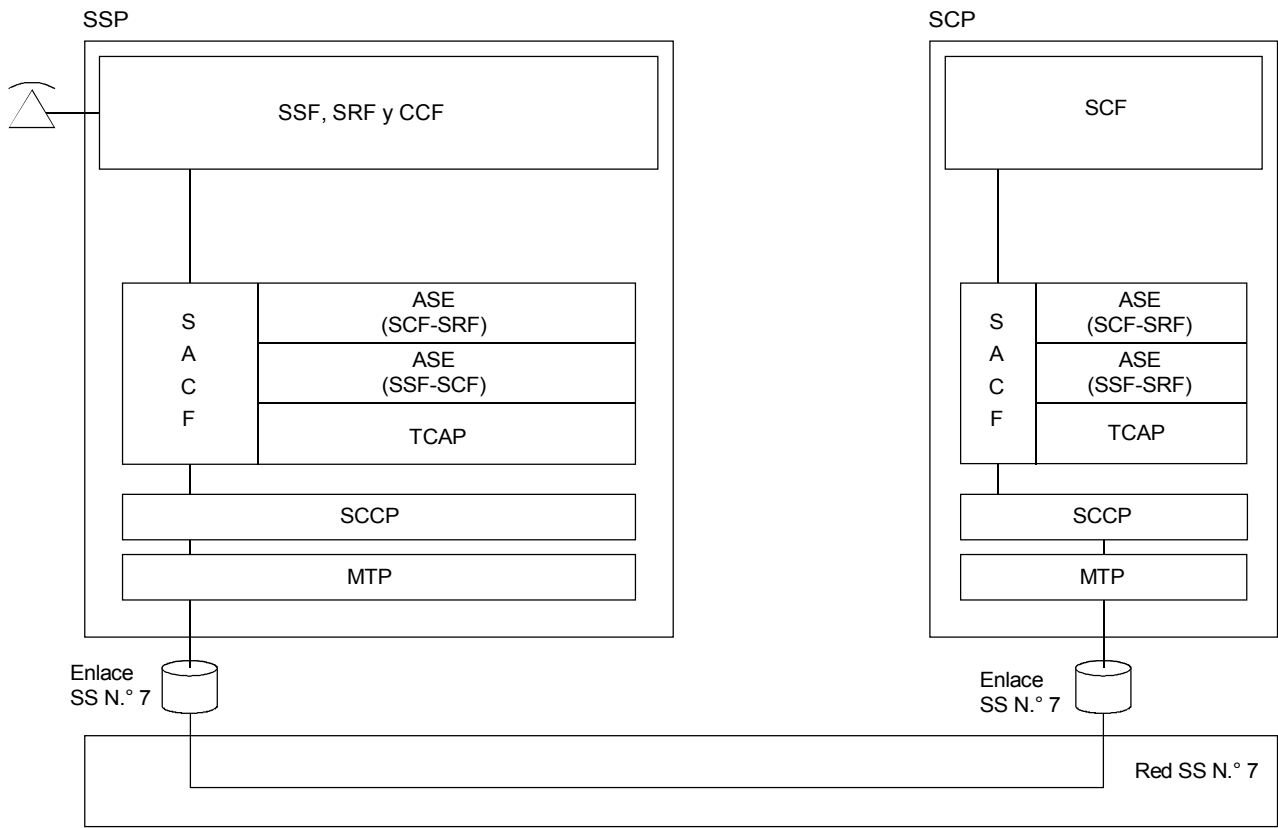 SSP
SSF, SRF y CCF
S
A
C
F
ASE
(SCF-SRF)
ASE
(SSF-SCF)
TCAP
SCCP
MTP
Enlace
SS N.° 7
SCP
SCF
S
A
C
F
ASE
(SCF-SRF)
ASE
(SSF-SRF)
TCAP
SCCP
MTP
Enlace
SS N.° 7
Red SS N.° 7